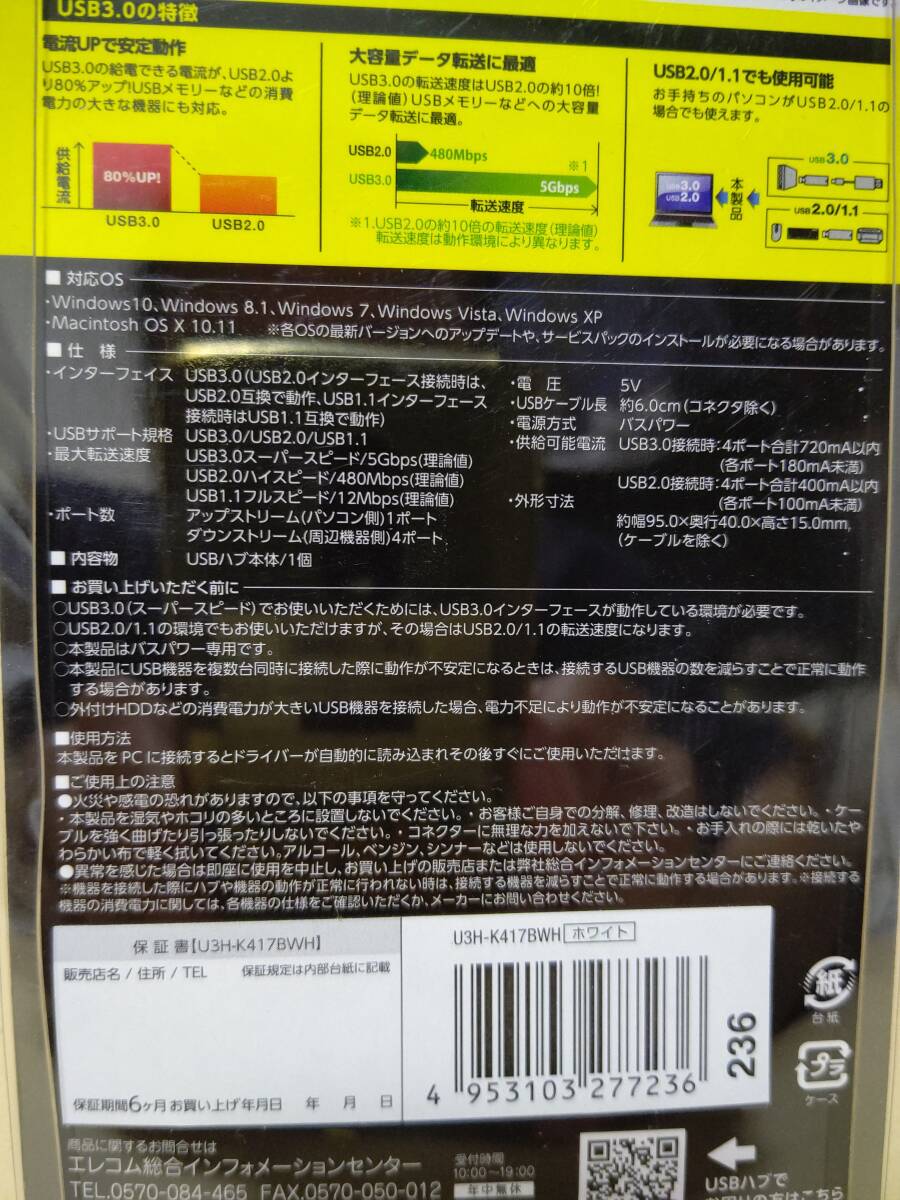 USB3.0の特徴
電流UPで安定動作
USB3.0の給電できる電流が、USB2.0よ
り80%アップ!USBメモリーなどの消費
電力の大きな機器にも対応。
供給電流
80%UP!
USB3.0
USB2.0
大容量データ転送に最適
USB3.0の転送速度はUSB2.0の約10倍!
(理論値)USBメモリーなどへの大容量
データ転送に最適。
USB2.0
480Mbps
※1
USB3.0
5Gbps
転送速度
※1.USB2.0の約10倍の転送速度(理論値)
転送速度は動作環境により異なります。
USB2.0/1.1でも使用可能
お手持ちのパソコンがUSB2.0/1.1の
場合でも使えます。
USB3.0
USB2.0
本製品
USB3.0
USB2.0/1.1
■ 対応OS
・Windows10、Windows 8.1、Windows 7、Windows Vista、Windows XP
・Macintosh OS X 10.11 ※各OSの最新バージョンへのアップデートや、サービスパックのインストールが必要になる場合があります。
■ 仕 様
・インターフェイス USB3.0(USB2.0インターフェース接続時は、
USB2.0互換で動作、USB1.1インターフェース
接続時はUSB1.1互換で動作)
・USBサポート規格 USB3.0/USB2.0/USB1.1
・最大転送速度 USB3.0スーパースピード/5Gbps(理論値)
USB2.0ハイスピード/480Mbps(理論値)
USB1.1フルスピード/12Mbps(理論値)
・ポート数 アップストリーム(パソコン側)1ポート
ダウンストリーム(周辺機器側)4ポート
・電 圧 5V
・USBケーブル長 約6.0cm(コネクタ除く)
・電源方式 バスパワー
・供給可能電流 USB3.0接続時:4ポート合計720mA以内
(各ポート180mA未満)
USB2.0接続時:4ポート合計400mA以内
(各ポート100mA未満)
・外形寸法
約幅95.0×奥行40.0×高さ15.0mm
(ケーブルを除く)
■ 内容物 USBハブ本体/1個
■ お買い上げいただく前に
○USB3.0(スーパースピード)でお使いいただくためには、USB3.0インターフェースが動作している環境が必要です。
○USB2.0/1.1の環境でもお使いいただけますが、その場合はUSB2.0/1.1の転送速度になります。
○本製品はバスパワー専用です。
○本製品にUSB機器を複数台同時に接続した際に動作が不安定になるときは、接続するUSB機器の数を減らすことで正常に動作
する場合があります。
○外付けHDDなどの消費電力が大きいUSB機器を接続した場合、電力不足により動作が不安定になることがあります。
■使用方法
本製品をPCに接続するとドライバーが自動的に読み込まれその後すぐにご使用いただけます。
■ご使用上の注意
●火災や感電の恐れがありますので、以下の事項を守ってください。
・本製品を湿気やホコリの多いところに設置しないでください。・お客様ご自身での分解、修理、改造はしないでください。・ケー
ブルを強く曲げたり引っ張ったりしないでください。・コネクターに無理な力を加えないで下さい。・お手入れの際には乾いたや
わらかい布で軽く拭いてください。アルコール、ベンジン、シンナーなどは使用しないでください。
●異常を感じた場合は即座に使用を中止し、お買い上げの販売店または弊社総合インフォメーションセンターにご連絡ください。
※機器を接続した際にハブや機器の動作が正常に行われない時は、接続する機器を減らすことで正常に動作する場合があります。※接続する
機器の消費電力に関しては、各機器の仕様をご確認いただくか、メーカーにお問い合わせください。
保 証 書【U3H-K417BWH】
販売店名 / 住所 / TEL 保証規定は内部台紙に記載
保証期間6ヶ月 お買い上げ年月日 年 月 日
U3H-K417BWH ホワイト
4 953103 277236
236
紙
台紙
プラ
ケース
商品に関するお問合せは
エレコム総合インフォメーションセンター
TEL.0570-084-465 FAX.0570-050-012
受付時間
10:00~19:00
年中無休
USBハブで